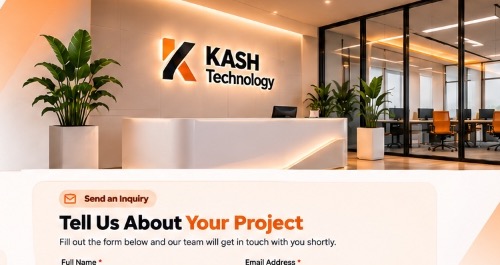 KASH
Technology
Send an Inquiry
Tell Us About Your Project
Fill out the form below and our team will get in touch with you shortly.
Full Name * Email Address *